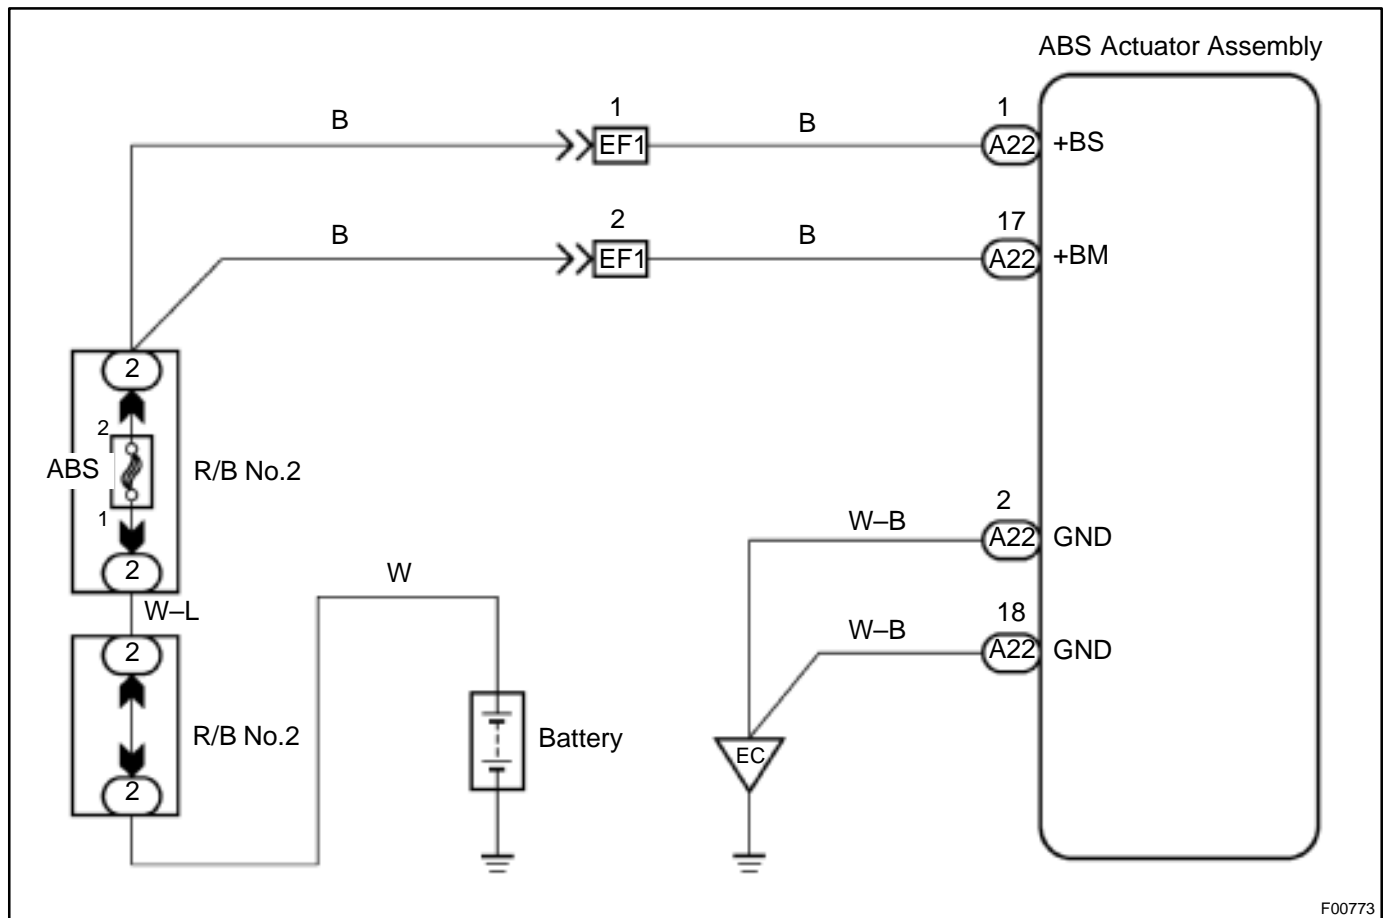 ABS Actuator Assembly
1
1
B
B
EF1
A22
+BS
2
17
B
B
EF1
A22
+BM
2
2
ABS
R/B No.2
1
2
W–L
2
R/B No.2
2
W
Battery
2
W–B
A22
GND
18
W–B
A22
GND
EC
F00773